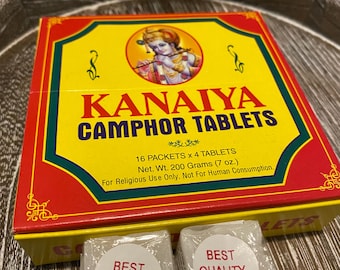 KANAIYA
CAMPHOR TABLETS
16 PACKETS x 4 TABLETS
Net. Wt. 200 Grams (7 oz.)
For Religious Use Only. Not For Human Consumption
BEST
BEST
QUALITY